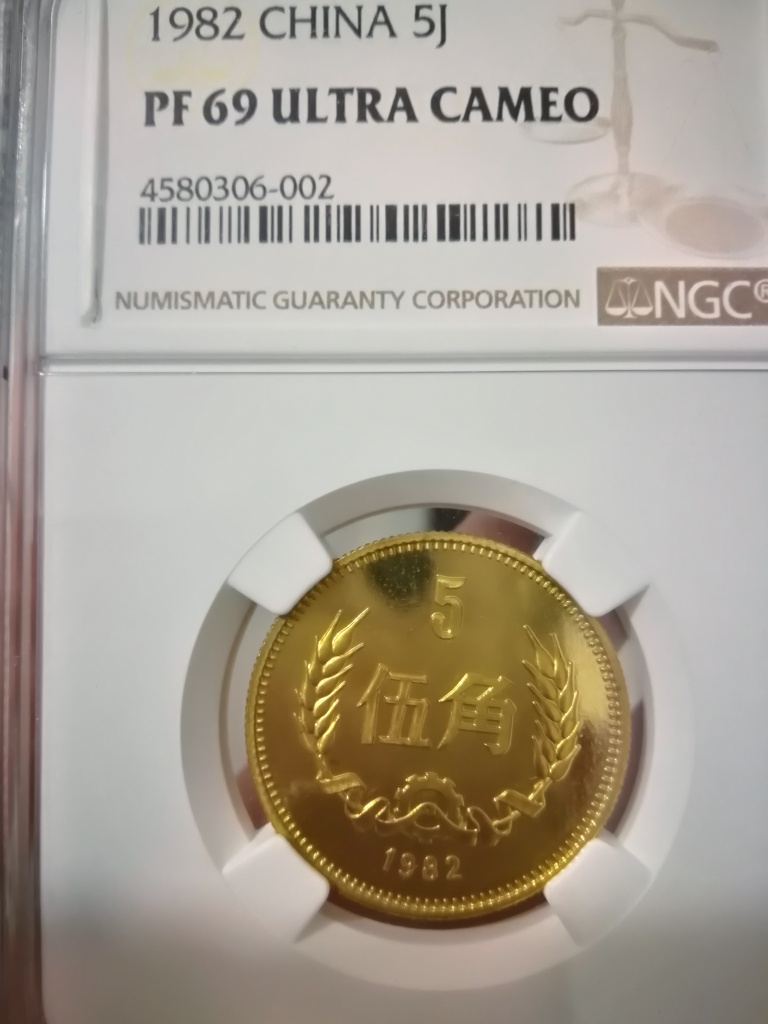 1982 CHINA 5J
PF 69 ULTRA CAMEO
4580306-002
NUMISMATIC GUARANTY CORPORATION
NGC®
5
伍角
1982